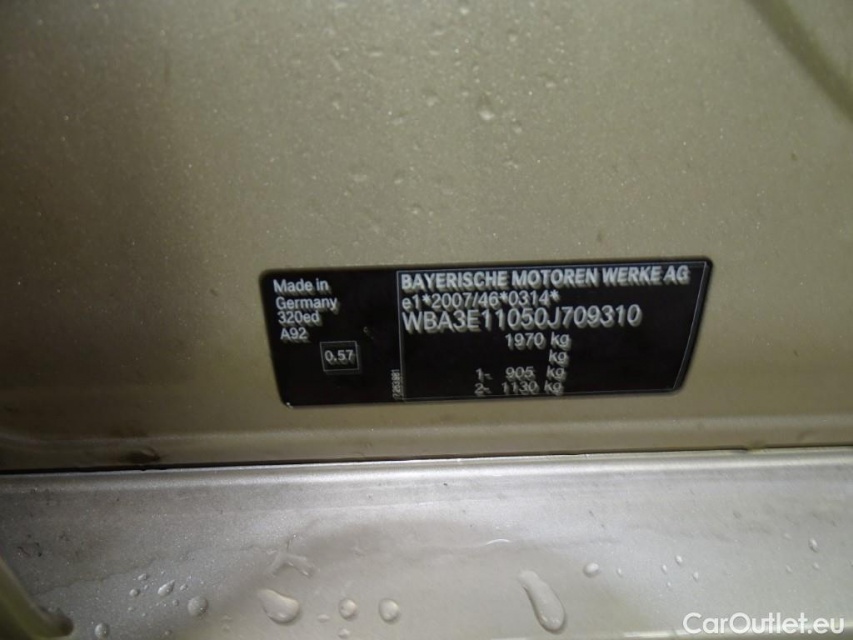 Made in
Germany
320ed
A92
0.57
BAYERISCHE MOTOREN WERKE AG
e1*2007/46*0314*
WBA3E11050J709310
1970 kg
kg
1- 905 kg
2- 1130 kg
CarOutlet.eu